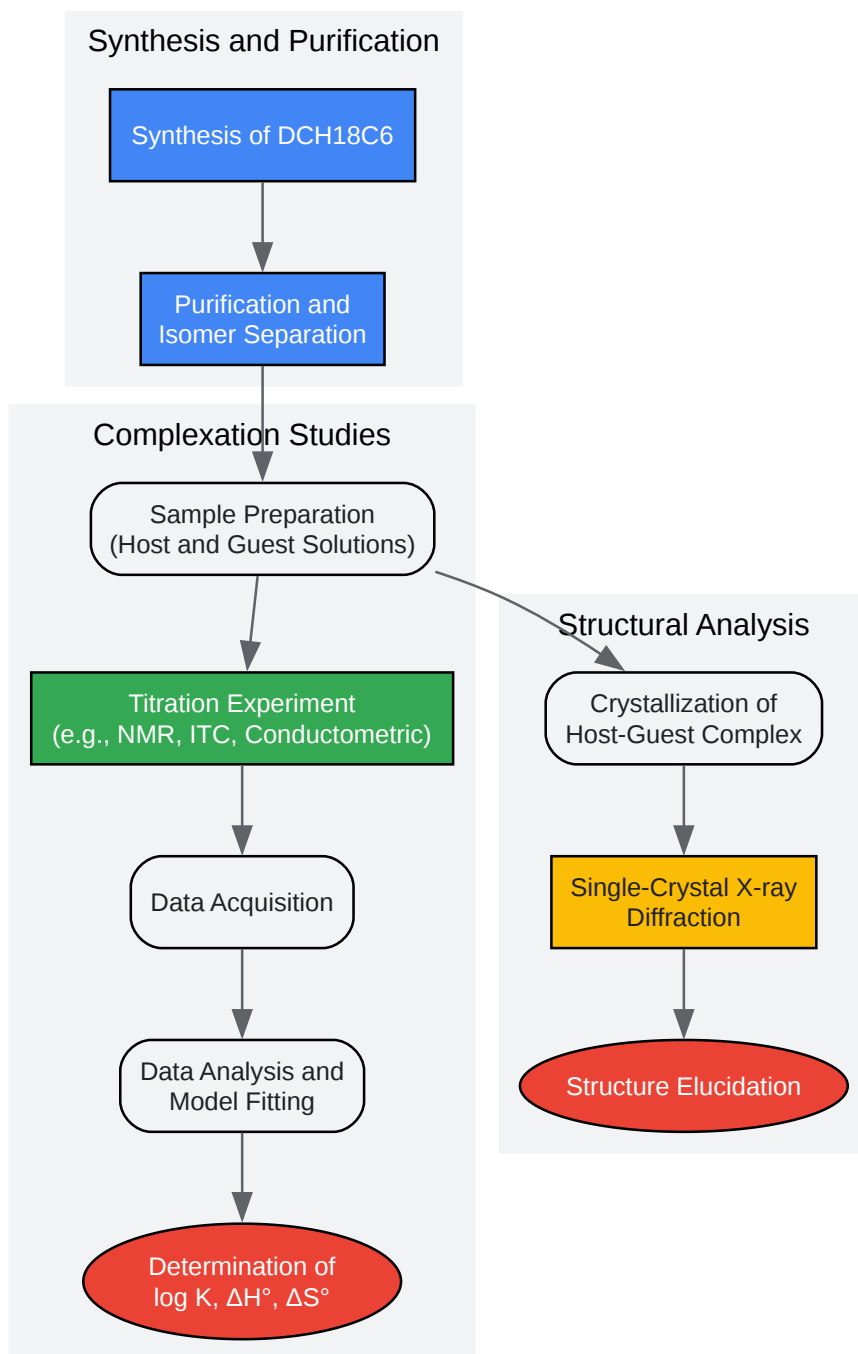 Synthesis and Purification
Synthesis of DCH18C6
Purification and
Isomer Separation
Complexation Studies
Sample Preparation
(Host and Guest Solutions)
Titration Experiment
(e.g., NMR, ITC, Conductometric)
Data Acquisition
Data Analysis and
Model Fitting
Determination of
log K, ΔH°, ΔS°
Structural Analysis
Crystallization of
Host-Guest Complex
Single-Crystal X-ray
Diffraction
Structure Elucidation